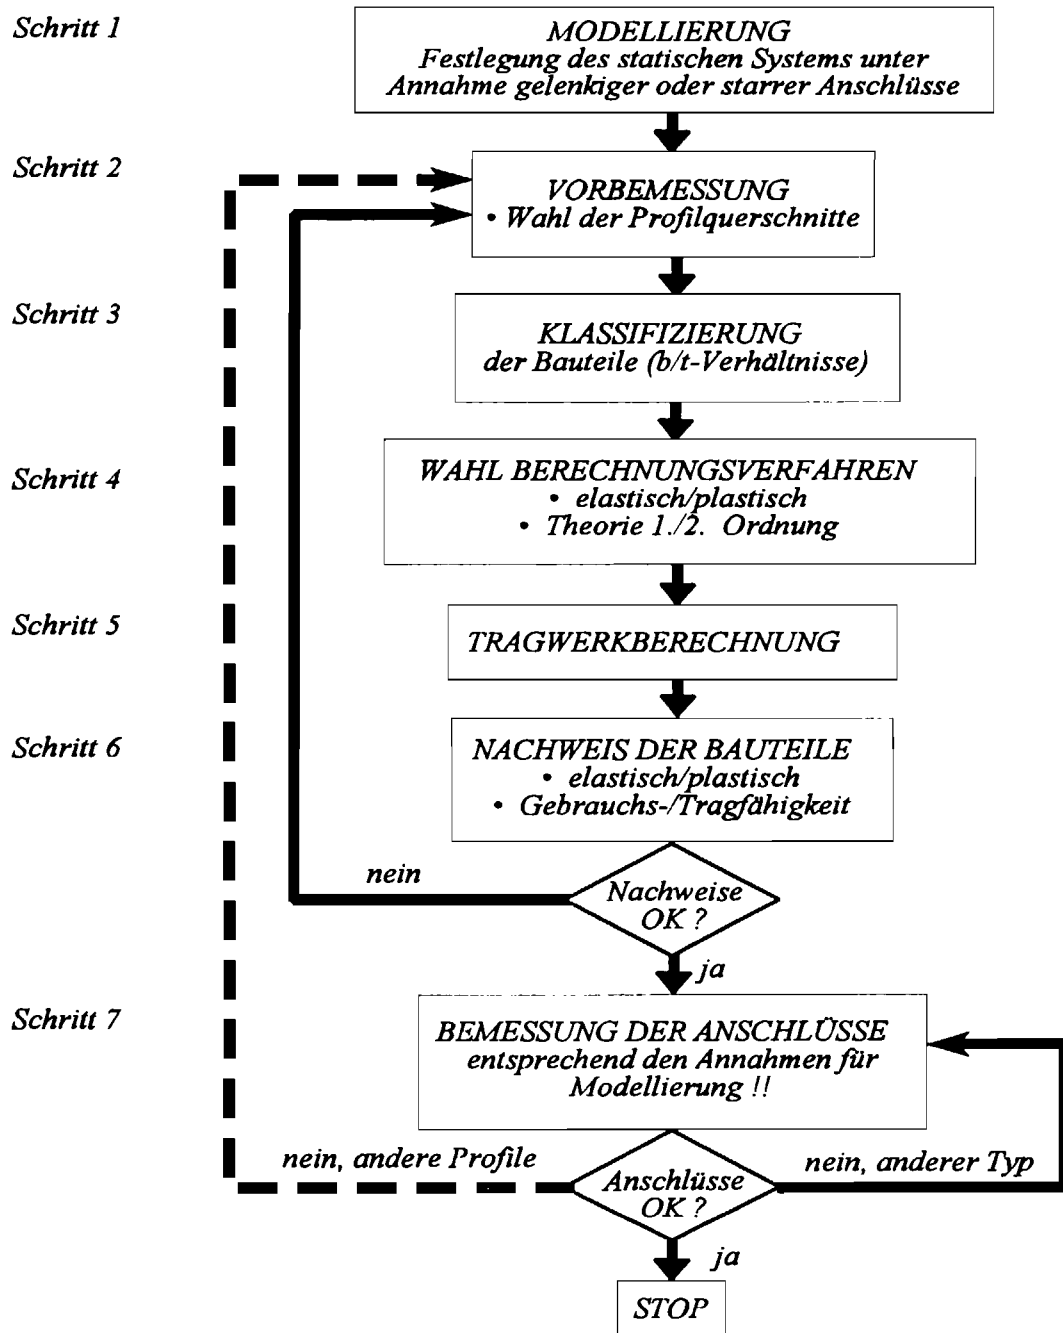 Schritt 1
MODELLIERUNG
Festlegung des statischen Systems unter
Annahme gelenkiger oder starrer Anschlüsse
Schritt 2
VORBEMESSUNG
• Wahl der Profilquerschnitte
Schritt 3
KLASSIFIZIERUNG
der Bauteile (b/t-Verhältnisse)
Schritt 4
WAHL BERECHNUNGSVERFAHREN
• elastisch/plastisch
• Theorie 1./2. Ordnung
Schritt 5
TRAGWERKBERECHNUNG
Schritt 6
NACHWEIS DER BAUTEILE
• elastisch/plastisch
• Gebrauchs-/Tragfähigkeit
nein
Nachweise
OK ?
ja
Schritt 7
BEMESSUNG DER ANSCHLÜSSE
entsprechend den Annahmen für
Modellierung !!
nein, andere Profile
Anschlüsse
OK ?
nein, anderer Typ
ja
STOP